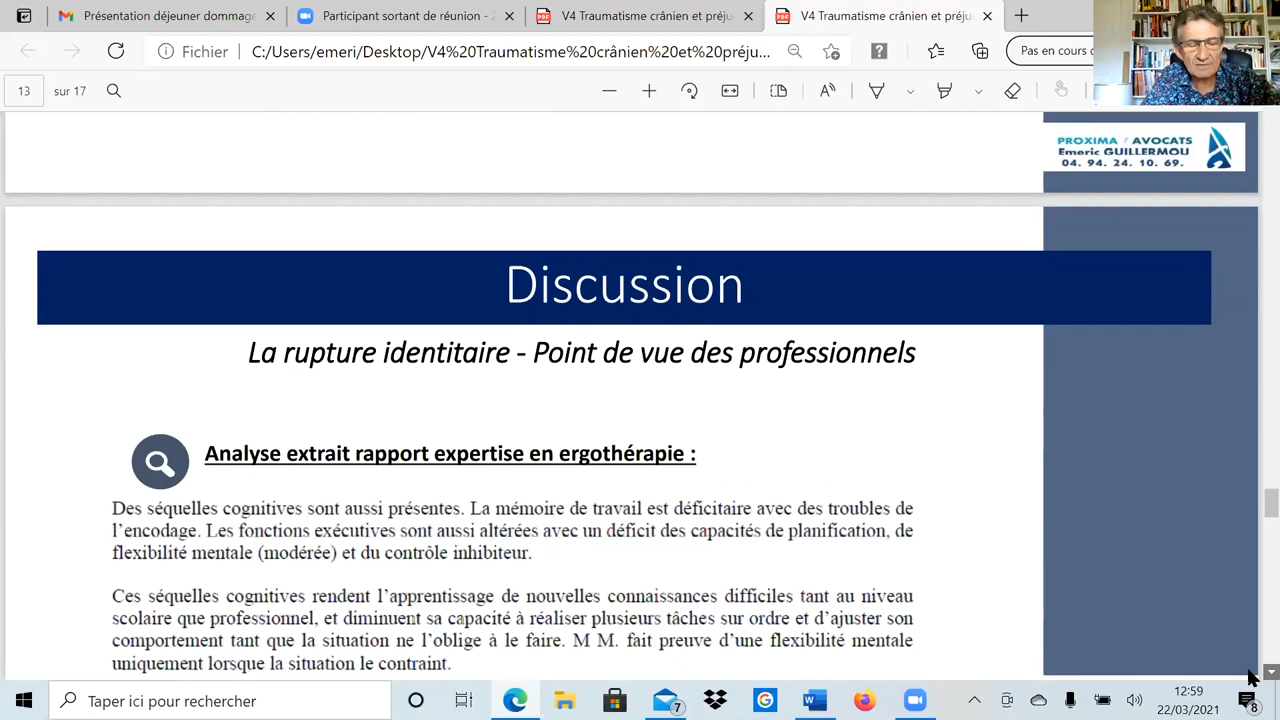 Présentation déjeuner dommage
Participant sortant de réunion - Z
V4 Traumatisme crânien et préju
V4 Traumatisme crânien et préju
Fichier
C:/Users/emeri/Desktop/V4%20Traumatisme%20crânien%20et%20préju...
Pas en cours d
13 sur 17
PROXIMA AVOCATS
Emeric GUILLERMOU
04. 94. 24. 10. 69.
Discussion
La rupture identitaire - Point de vue des professionnels
Analyse extrait rapport expertise en ergothérapie :
Des séquelles cognitives sont aussi présentes. La mémoire de travail est déficitaire avec des troubles de
l'encodage. Les fonctions exécutives sont aussi altérées avec un déficit des capacités de planification, de
flexibilité mentale (modérée) et du contrôle inhibiteur.
Ces séquelles cognitives rendent l'apprentissage de nouvelles connaissances difficiles tant au niveau
scolaire que professionnel, et diminuent sa capacité à réaliser plusieurs tâches sur ordre et d'ajuster son
comportement tant que la situation ne l'oblige à le faire. M M. fait preuve d'une flexibilité mentale
uniquement lorsque la situation le contraint.
Taper ici pour rechercher
7
12:59
22/03/2021
8